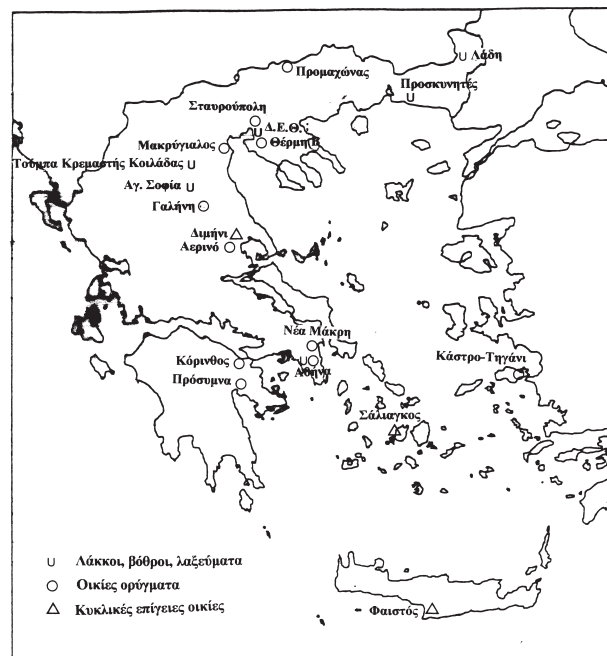 Λάδη
Προμαχώνας
Προσκυνητές
Σταυρούπολη
Δ.Ε.Θ.
Μακρύγιαλος
Θέρμη Β
Τούμπα Κρεμαστής Κοιλάδας
Αγ. Σοφία
Γαλήνη
Διμήνι
Αερινό
Νέα Μάκρη
Κόρινθος
Αθήνα
Κάστρο-Τηγάνι
Πρόσυμνα
Σάλιαγκος
Λάκκοι, βόθροι, λαξεύματα
Οικίες ορύγματα
Κυκλικές επίγειες οικίες
Φαιστός